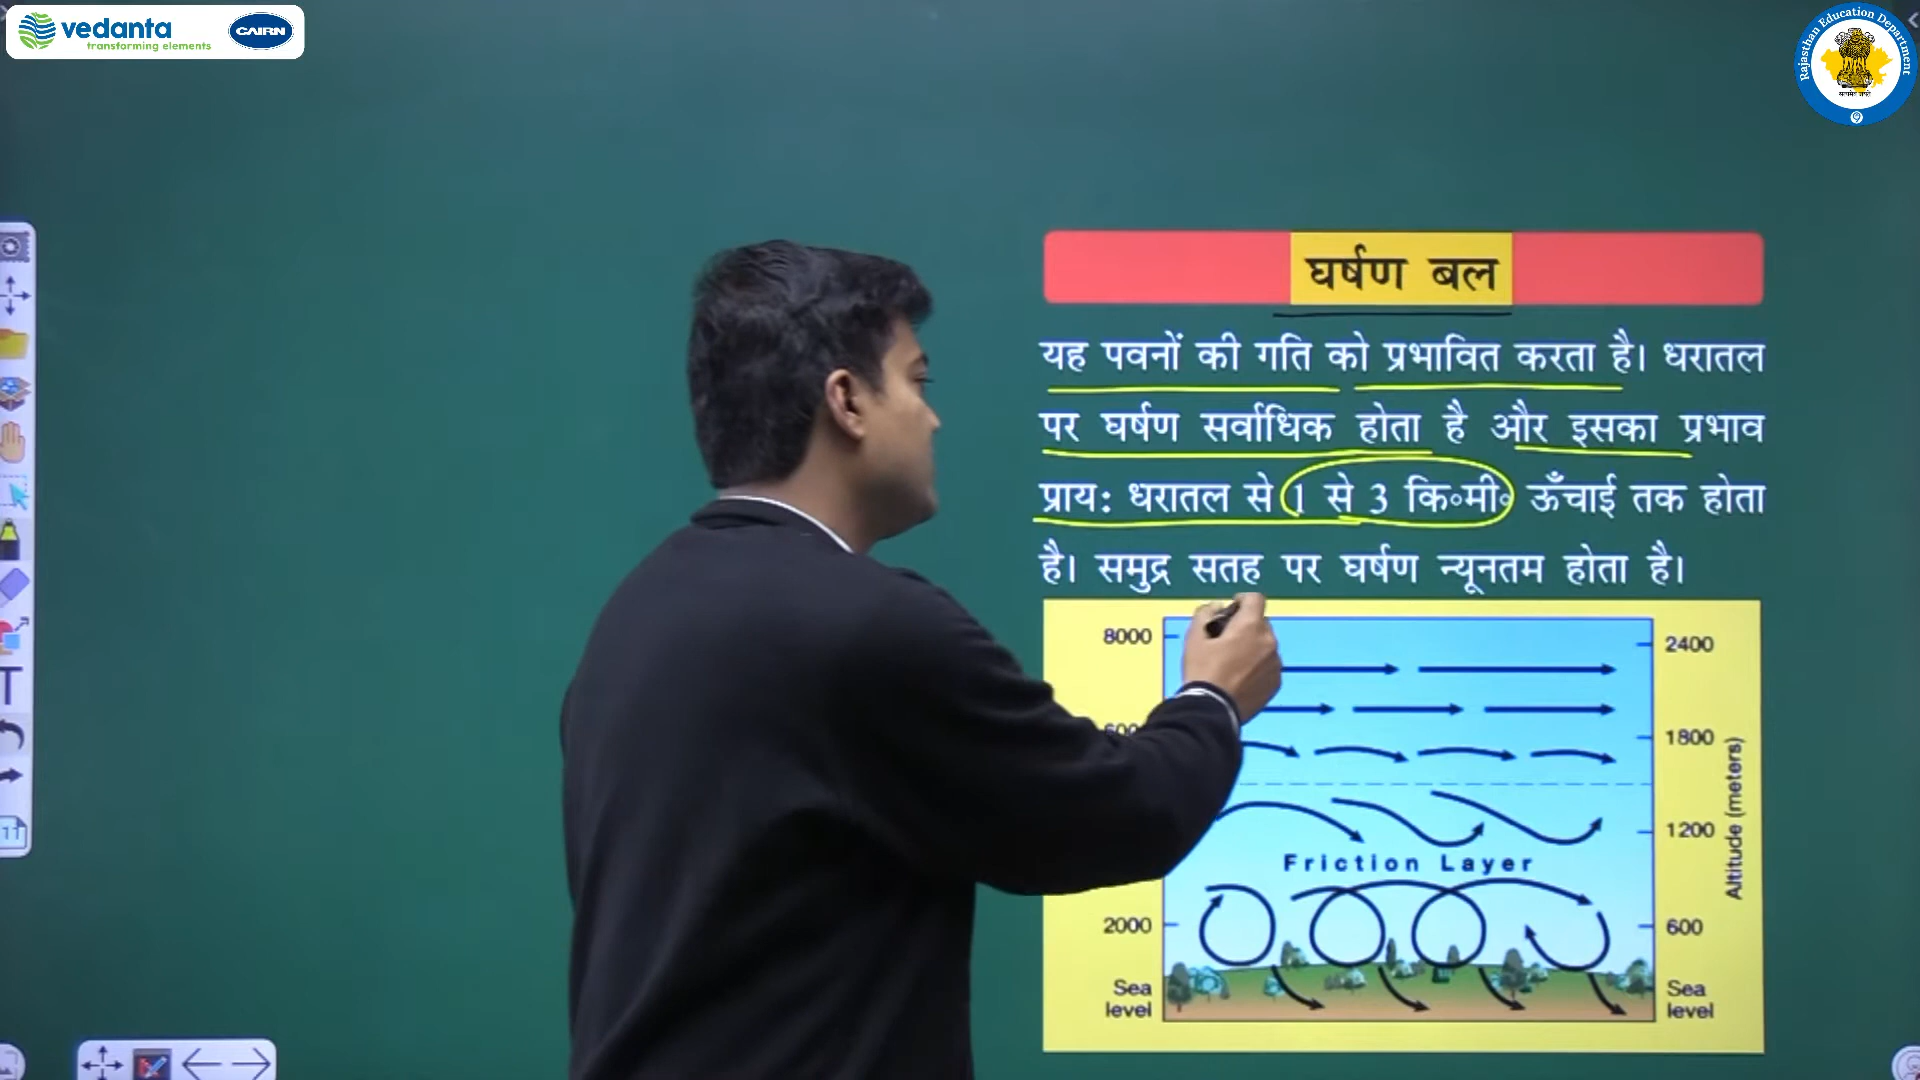 vedanta
transforming elements
CAIRN
Rajasthan Education Department
घर्षण बल
यह पवनों की गति को प्रभावित करता है। धरातल
पर घर्षण सर्वाधिक होता है और इसका प्रभाव
प्राय: धरातल से 1 से 3 कि॰मी॰ ऊँचाई तक होता
है। समुद्र सतह पर घर्षण न्यूनतम होता है।
8000
2400
1800
1200
Altitude (meters)
Friction Layer
2000
600
Sea level
Sea level
T
11